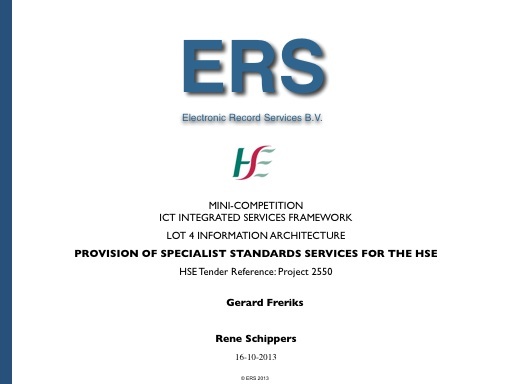 ERS
Electronic Record Services B.V.
HSE
MINI-COMPETITION
ICT INTEGRATED SERVICES FRAMEWORK
LOT 4 INFORMATION ARCHITECTURE
PROVISION OF SPECIALIST STANDARDS SERVICES FOR THE HSE
HSE Tender Reference: Project 2550
Gerard Freriks
Rene Schippers
16-10-2013
© ERS 2013